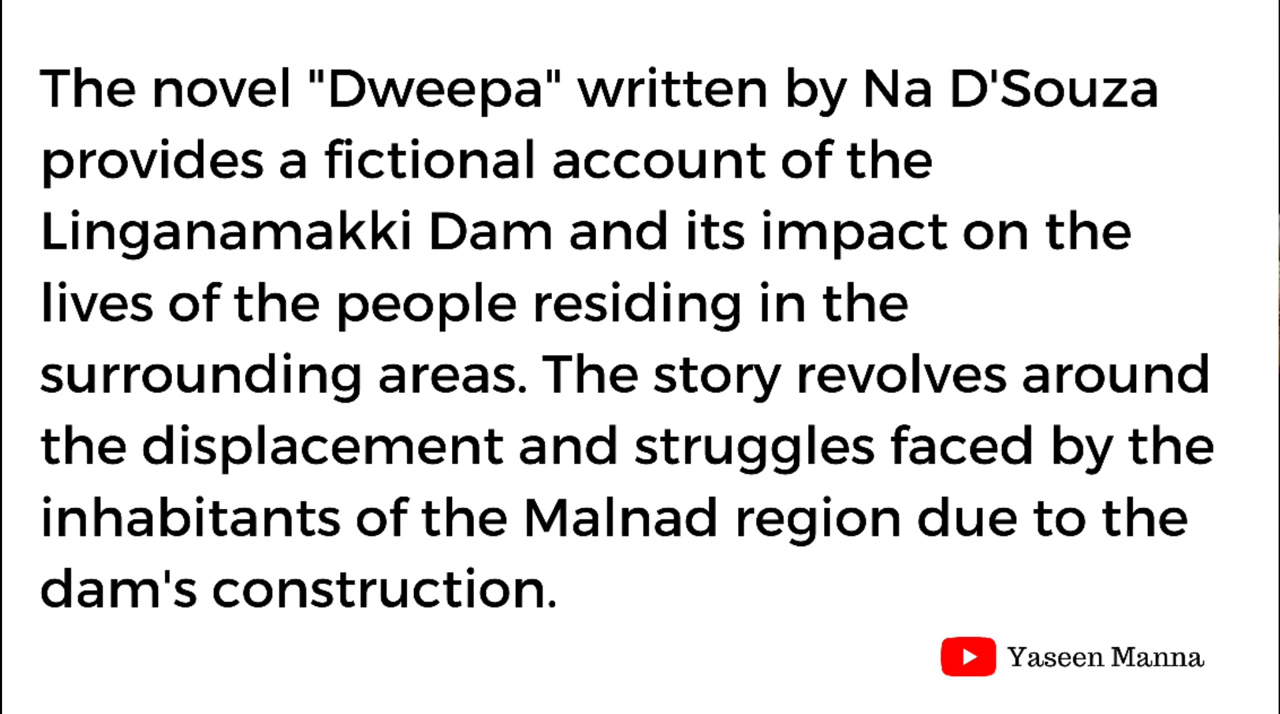 The novel "Dweepa" written by Na D'Souza
provides a fictional account of the
Linganamakki Dam and its impact on the
lives of the people residing in the
surrounding areas. The story revolves around
the displacement and struggles faced by the
inhabitants of the Malnad region due to the
dam's construction.
Yaseen Manna